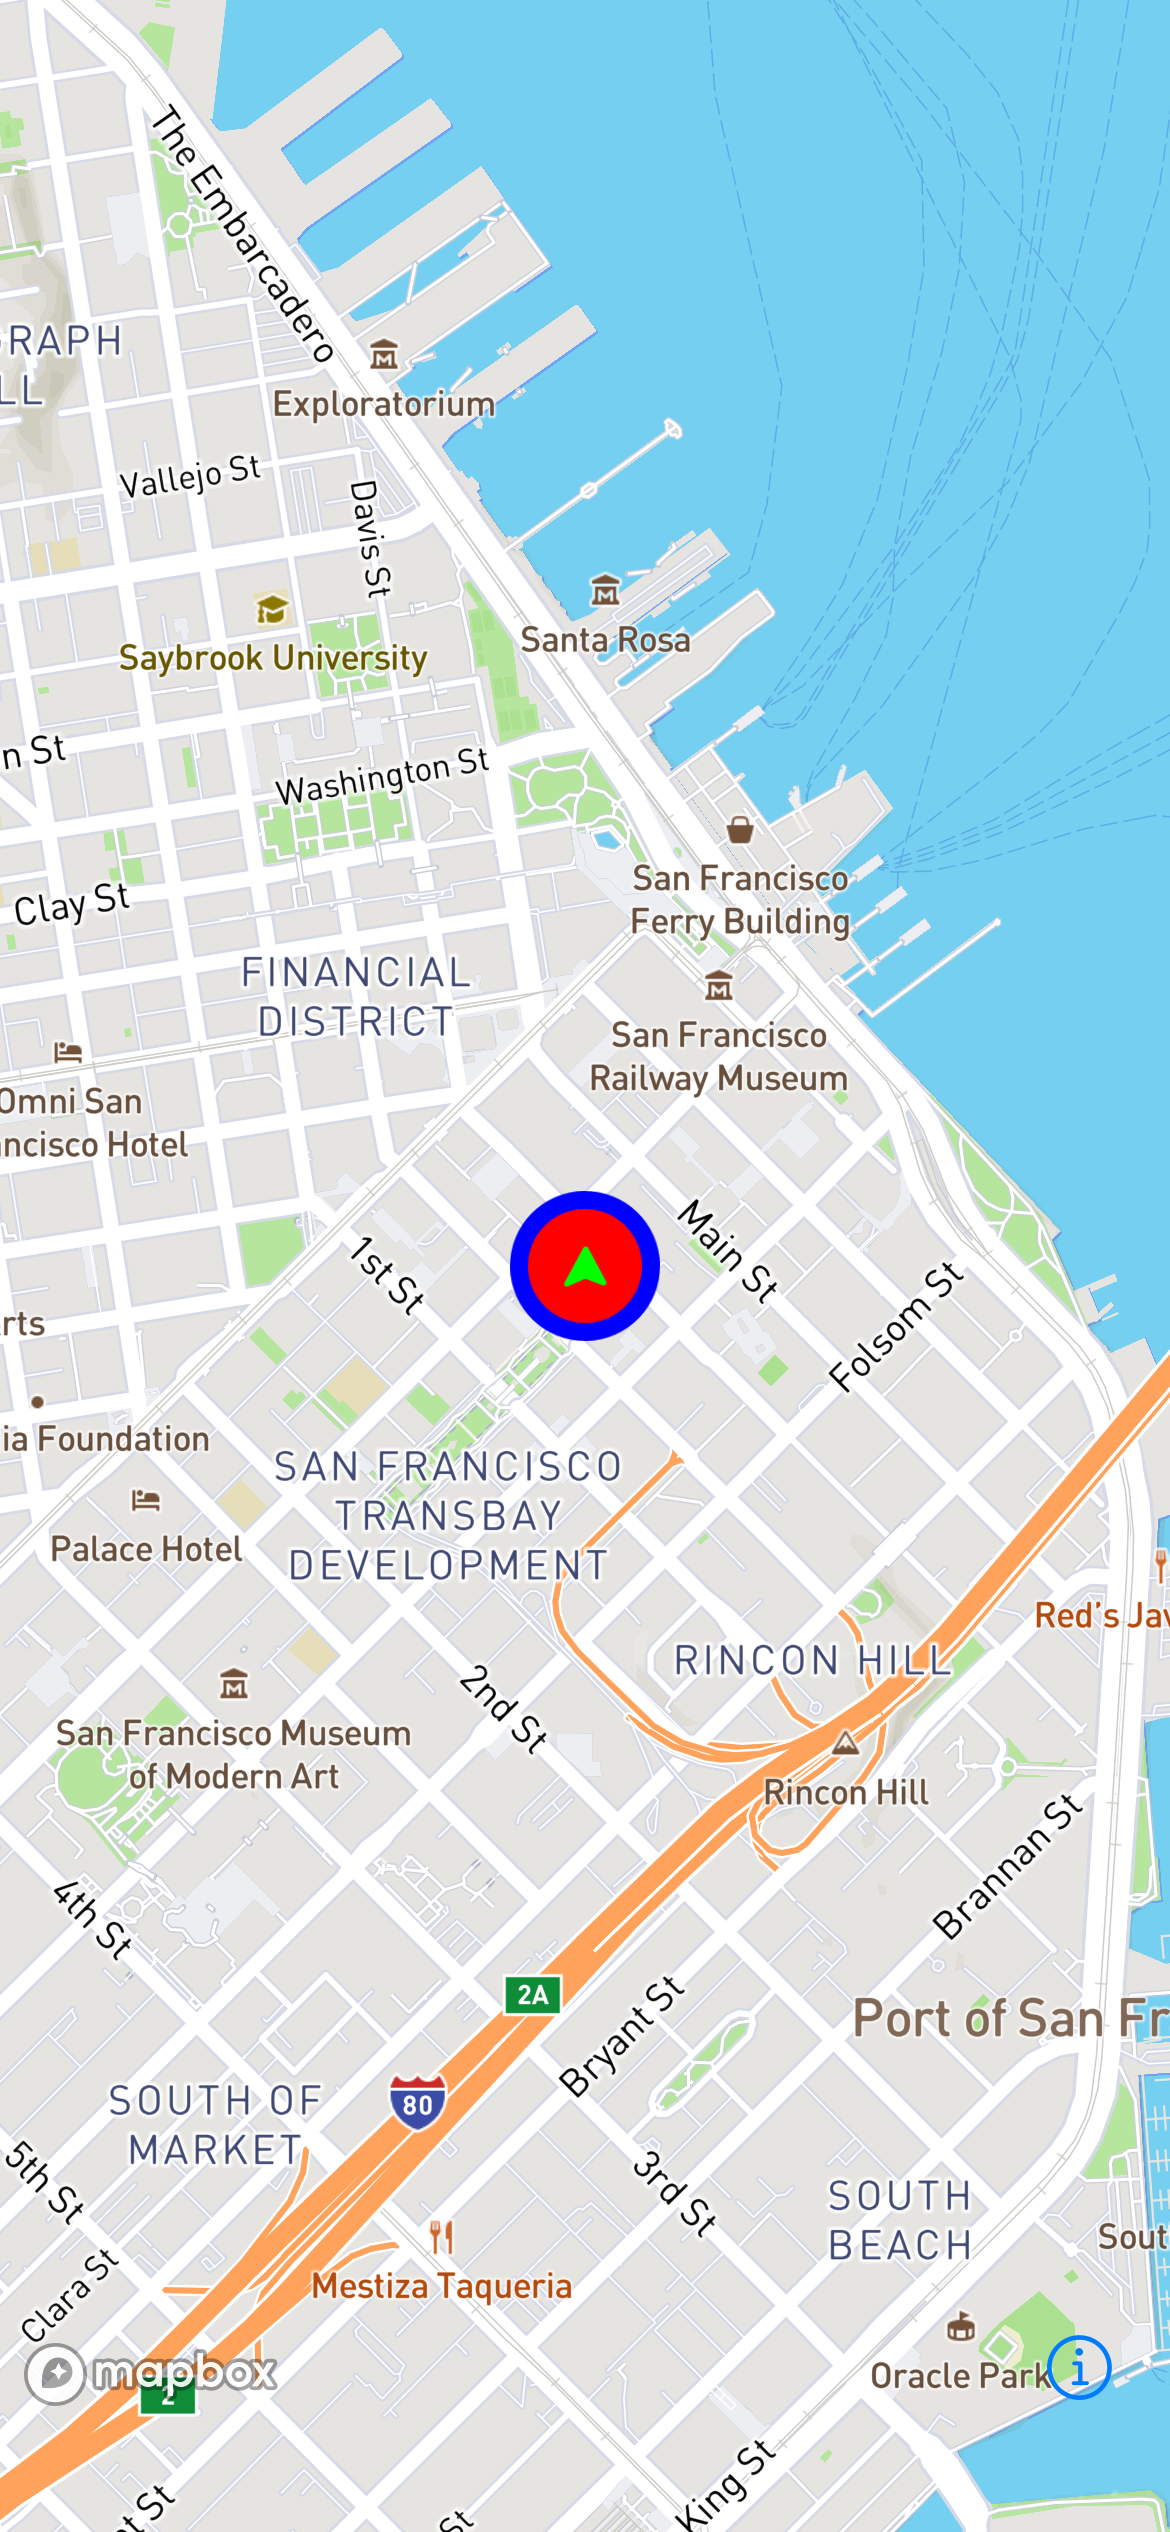 The Embarcadero
GRAPH
LL
Exploratorium
Vallejo St
Davis St
Santa Rosa
Saybrook University
n St
Washington St
San Francisco
Ferry Building
Clay St
FINANCIAL
DISTRICT
San Francisco
Railway Museum
Omni San
ncisco Hotel
Main St
1st St
Folsom St
rts
ia Foundation
SAN FRANCISCO
TRANSBAY
DEVELOPMENT
Palace Hotel
Red's Jav
RINCON HILL
2nd St
San Francisco Museum
of Modern Art
Rincon Hill
Brannan St
4th St
2A
Bryant St
Port of San Fr
80
SOUTH OF
MARKET
5th St
3rd St
SOUTH
BEACH
Sout
Clara St
Mestiza Taqueria
Oracle Park
mapbox
2
King St
nt St
St